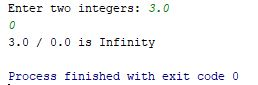 Enter two integers: 3.0
0
3.0 / 0.0 is Infinity
Process finished with exit code 0